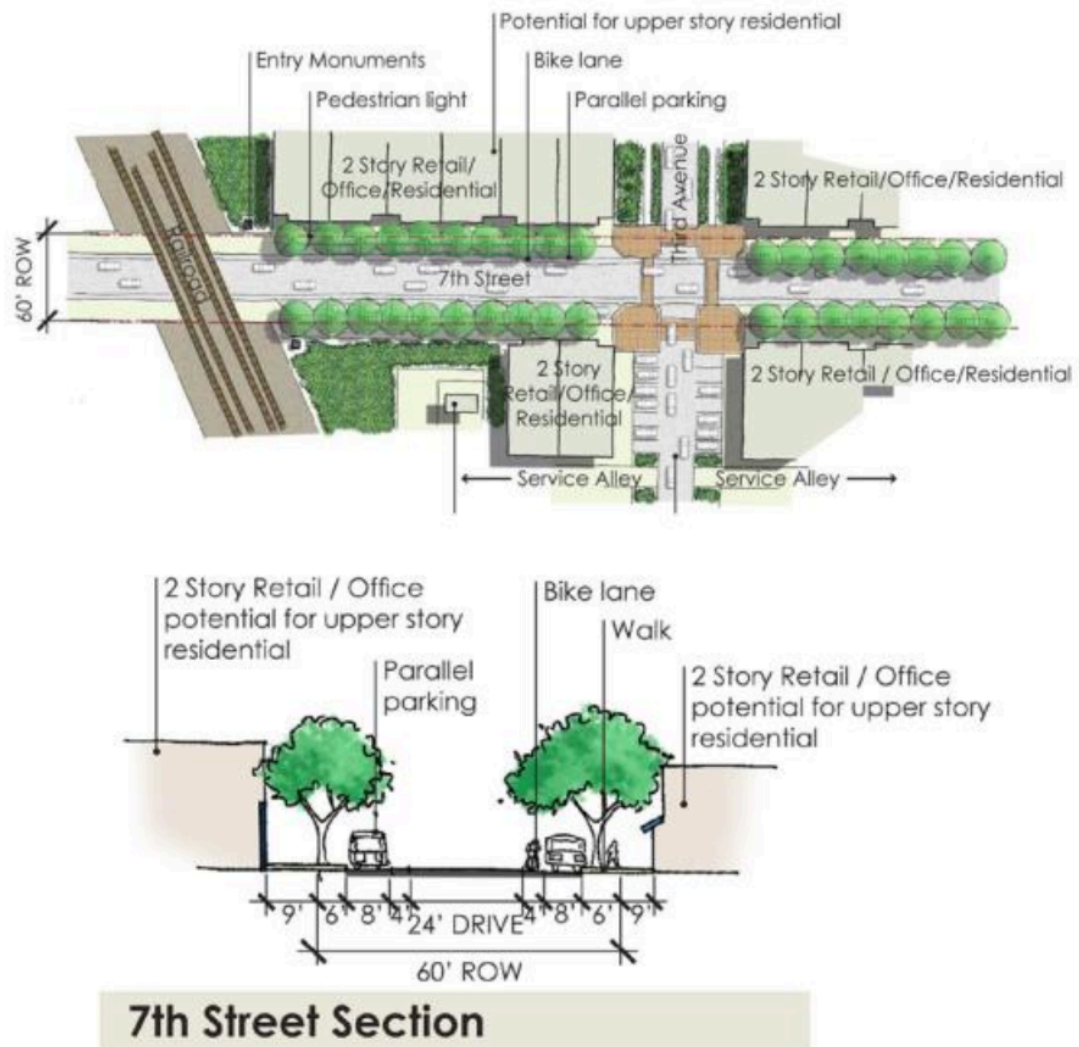 Potential for upper story residential
Entry Monuments
Bike lane
Pedestrian light
Parallel parking
2 Story Retail/
Office/Residential
Third Avenue
2 Story Retail/Office/Residential
60' ROW
Railroad
7th Street
2 Story
Retail/Office/
Residential
2 Story Retail / Office/Residential
Service Alley
Service Alley
2 Story Retail / Office
potential for upper story
residential
Bike lane
Walk
Parallel
parking
2 Story Retail / Office
potential for upper story
residential
9' 6' 8' 4' 24' DRIVE 4' 8' 6' 9'
60' ROW
7th Street Section